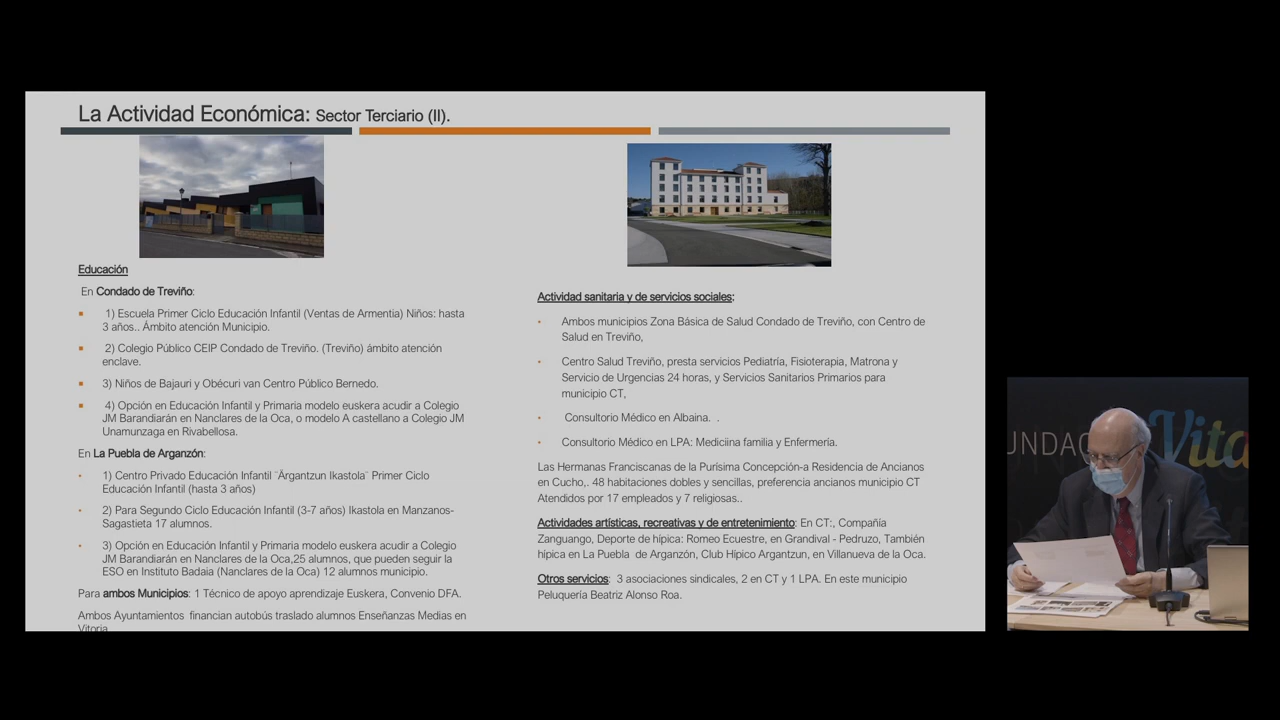 La Actividad Económica: Sector Terciario (II).
Educación
En Condado de Treviño:
1) Escuela Primer Ciclo Educación Infantil (Ventas de Armentia) Niños: hasta
3 años.. Ámbito atención Municipio.
2) Colegio Público CEIP Condado de Treviño. (Treviño) ámbito atención
enclave.
3) Niños de Bajauri y Obécuri van Centro Público Bernedo.
4) Opción en Educación Infantil y Primaria modelo euskera acudir a Colegio
JM Barandiarán en Nanclares de la Oca, o modelo A castellano a Colegio JM
Unamunzaga en Rivabellosa.
En La Puebla de Arganzón:
1) Centro Privado Educación Infantil ¨Ärgantzun Ikastola¨ Primer Ciclo
Educación Infantil (hasta 3 años)
2) Para Segundo Ciclo Educación Infantil (3-7 años) Ikastola en Manzanos-
Sagastieta 17 alumnos.
3) Opción en Educación Infantil y Primaria modelo euskera acudir a Colegio
JM Barandiarán en Nanclares de la Oca,25 alumnos, que pueden seguir la
ESO en Instituto Badaia (Nanclares de la Oca) 12 alumnos municipio.
Para ambos Municipios: 1 Técnico de apoyo aprendizaje Euskera, Convenio DFA.
Ambos Ayuntamientos financian autobús traslado alumnos Enseñanzas Medias en
Vitoria
Actividad sanitaria y de servicios sociales:
Ambos municipios Zona Básica de Salud Condado de Treviño, con Centro de
Salud en Treviño,
Centro Salud Treviño, presta servicios Pediatría, Fisioterapia, Matrona y
Servicio de Urgencias 24 horas, y Servicios Sanitarios Primarios para
municipio CT,
Consultorio Médico en Albaina. .
Consultorio Médico en LPA: Mediciina familia y Enfermería.
Las Hermanas Franciscanas de la Purísima Concepción-a Residencia de Ancianos
en Cucho,. 48 habitaciones dobles y sencillas, preferencia ancianos municipio CT
Atendidos por 17 empleados y 7 religiosas..
Actividades artísticas, recreativas y de entretenimiento: En CT:, Compañía
Zanguango, Deporte de hípica: Romeo Ecuestre, en Grandival - Pedruzo, También
hípica en La Puebla de Arganzón, Club Hípico Argantzun, en Villanueva de la Oca.
Otros servicios: 3 asociaciones sindicales, 2 en CT y 1 LPA. En este municipio
Peluquería Beatriz Alonso Roa.
UNDAC Vita